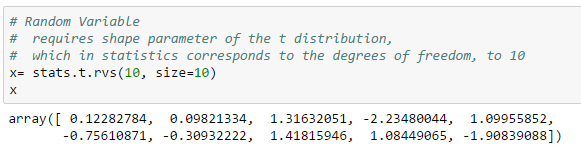 # Random Variable
#  requires shape parameter of the t distribution,
#  which in statistics corresponds to the degrees of freedom, to 10
x= stats.t.rvs(10, size=10)
x
array([ 0.12282784,  0.09821334,  1.31632051, -2.23480044,  1.09955852,
       -0.75610871, -0.30932222,  1.41815946,  1.08449065, -1.90839088])